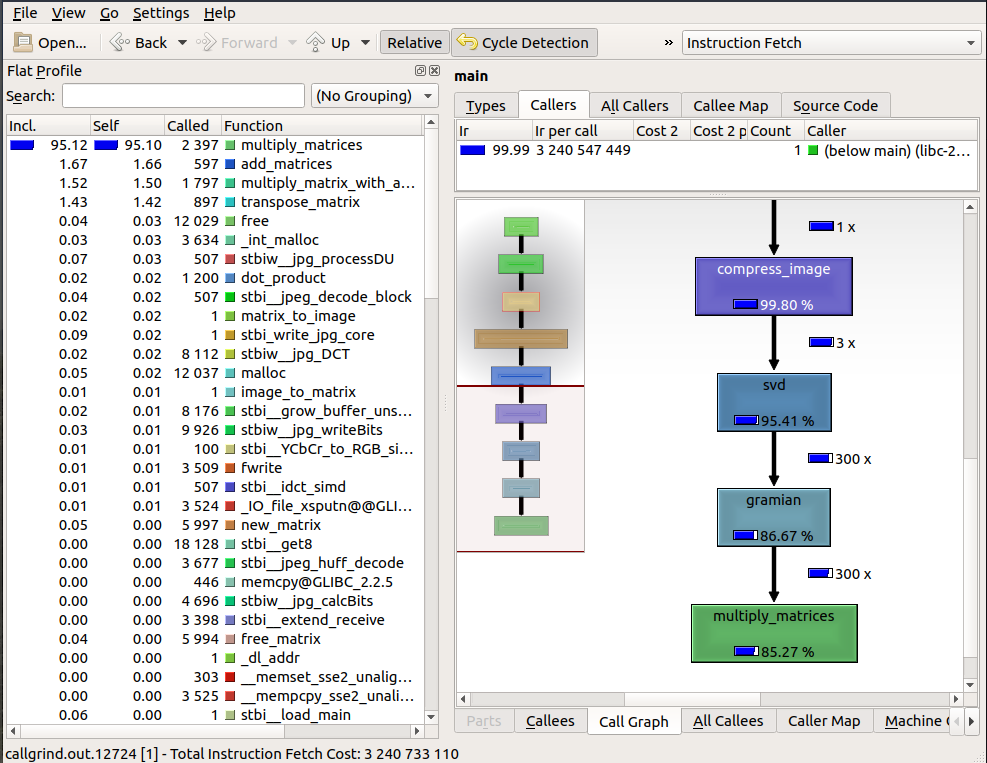 File View Go Settings Help
Open... Back Forward Up Relative Cycle Detection » Instruction Fetch
Flat Profile
Search: (No Grouping)
Incl. Self Called Function
95.12 95.10 2 397 multiply_matrices
1.67 1.66 597 add_matrices
1.52 1.50 1 797 multiply_matrix_with_a...
1.43 1.42 897 transpose_matrix
0.04 0.03 12 029 free
0.03 0.03 3 634 _int_malloc
0.07 0.03 507 stbiw__jpg_processDU
0.02 0.02 1 200 dot_product
0.04 0.02 507 stbi__jpeg_decode_block
0.02 0.02 1 matrix_to_image
0.09 0.02 1 stbi_write_jpg_core
0.02 0.02 8 112 stbiw__jpg_DCT
0.05 0.02 12 037 malloc
0.01 0.01 1 image_to_matrix
0.02 0.01 8 176 stbi__grow_buffer_uns...
0.03 0.01 9 926 stbiw__jpg_writeBits
0.01 0.01 100 stbi__YCbCr_to_RGB_si...
0.01 0.01 3 509 fwrite
0.01 0.01 507 stbi__idct_simd
0.01 0.01 3 524 _IO_file_xsputn@@GLI...
0.05 0.00 5 997 new_matrix
0.00 0.00 18 128 stbi__get8
0.00 0.00 3 677 stbi__jpeg_huff_decode
0.00 0.00 446 memcpy@GLIBC_2.2.5
0.00 0.00 4 696 stbiw__jpg_calcBits
0.00 0.00 3 398 stbi__extend_receive
0.04 0.00 5 994 free_matrix
0.00 0.00 1 _dl_addr
0.00 0.00 303 __memset_sse2_unalig...
0.00 0.00 3 525 __mempcpy_sse2_unali...
0.06 0.00 1 stbi__load_main
main
Types Callers All Callers Callee Map Source Code
Ir Ir per call Cost 2 Cost 2 p Count Caller
99.99 3 240 547 449 1 (below main) (libc-2...
1 x
compress_image
99.80 %
3 x
svd
95.41 %
300 x
gramian
86.67 %
300 x
multiply_matrices
85.27 %
Parts Callees Call Graph All Callees Caller Map Machine
callgrind.out.12724 [1] - Total Instruction Fetch Cost: 3 240 733 110